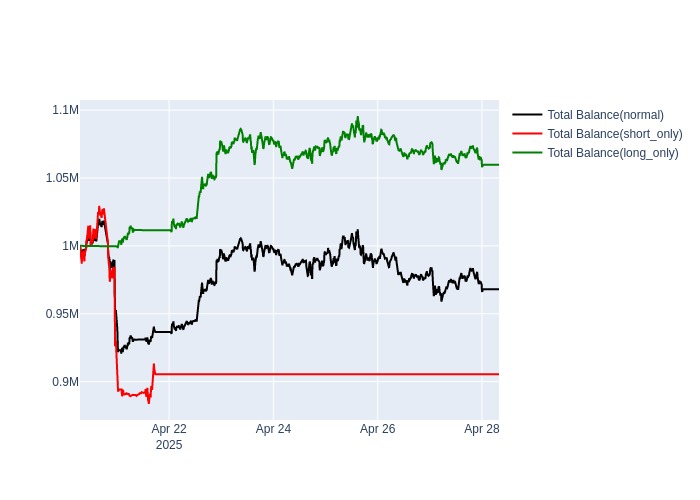 1.1M
1.05M
1M
0.95M
0.9M
Apr 22
2025
Apr 24
Apr 26
Apr 28
Total Balance(normal)
Total Balance(short_only)
Total Balance(long_only)